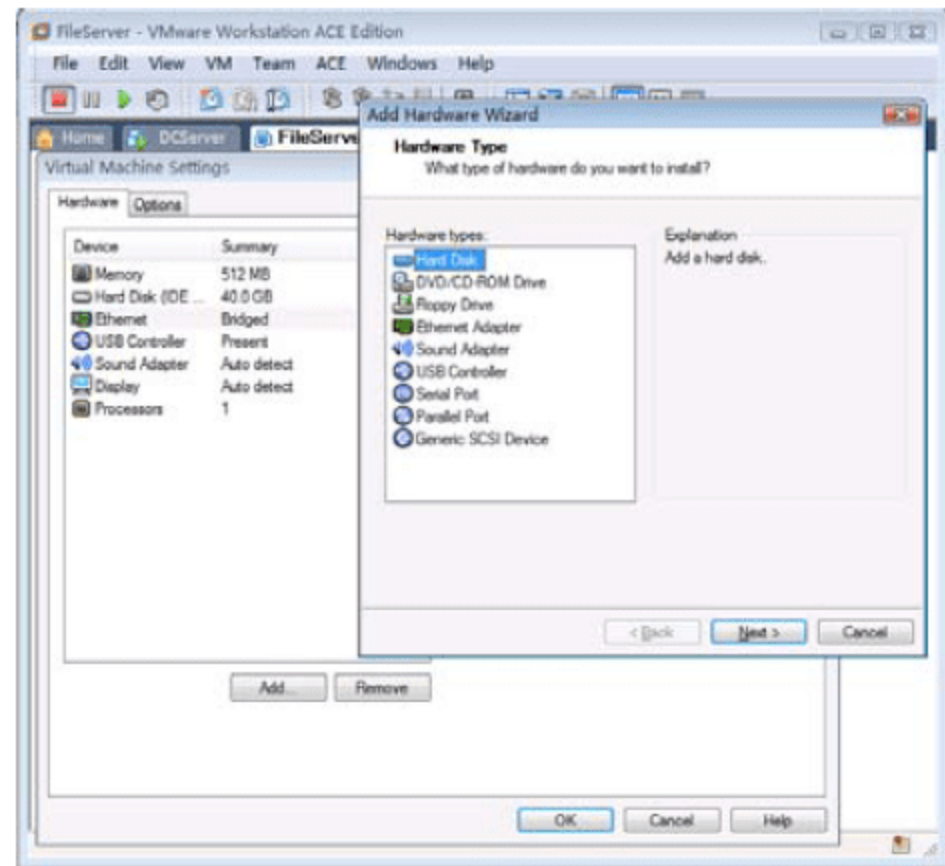 FileServer - VMware Workstation ACE Edition
File Edit View VM Team ACE Windows Help
Home DCServer FileServe
Virtual Machine Settings
Hardware Options
Device Summary
Memory 512 MB
Hard Disk (IDE ... 40.0 GB
Ethernet Bridged
USB Controller Present
Sound Adapter Auto detect
Display Auto detect
Processors 1
Add... Remove
OK Cancel Help
Add Hardware Wizard
Hardware Type
What type of hardware do you want to install?
Hardware types:
Hard Disk
DVD/CD-ROM Drive
Floppy Drive
Ethernet Adapter
Sound Adapter
USB Controller
Serial Port
Parallel Port
Generic SCSI Device
Explanation
Add a hard disk.
< Back Next > Cancel